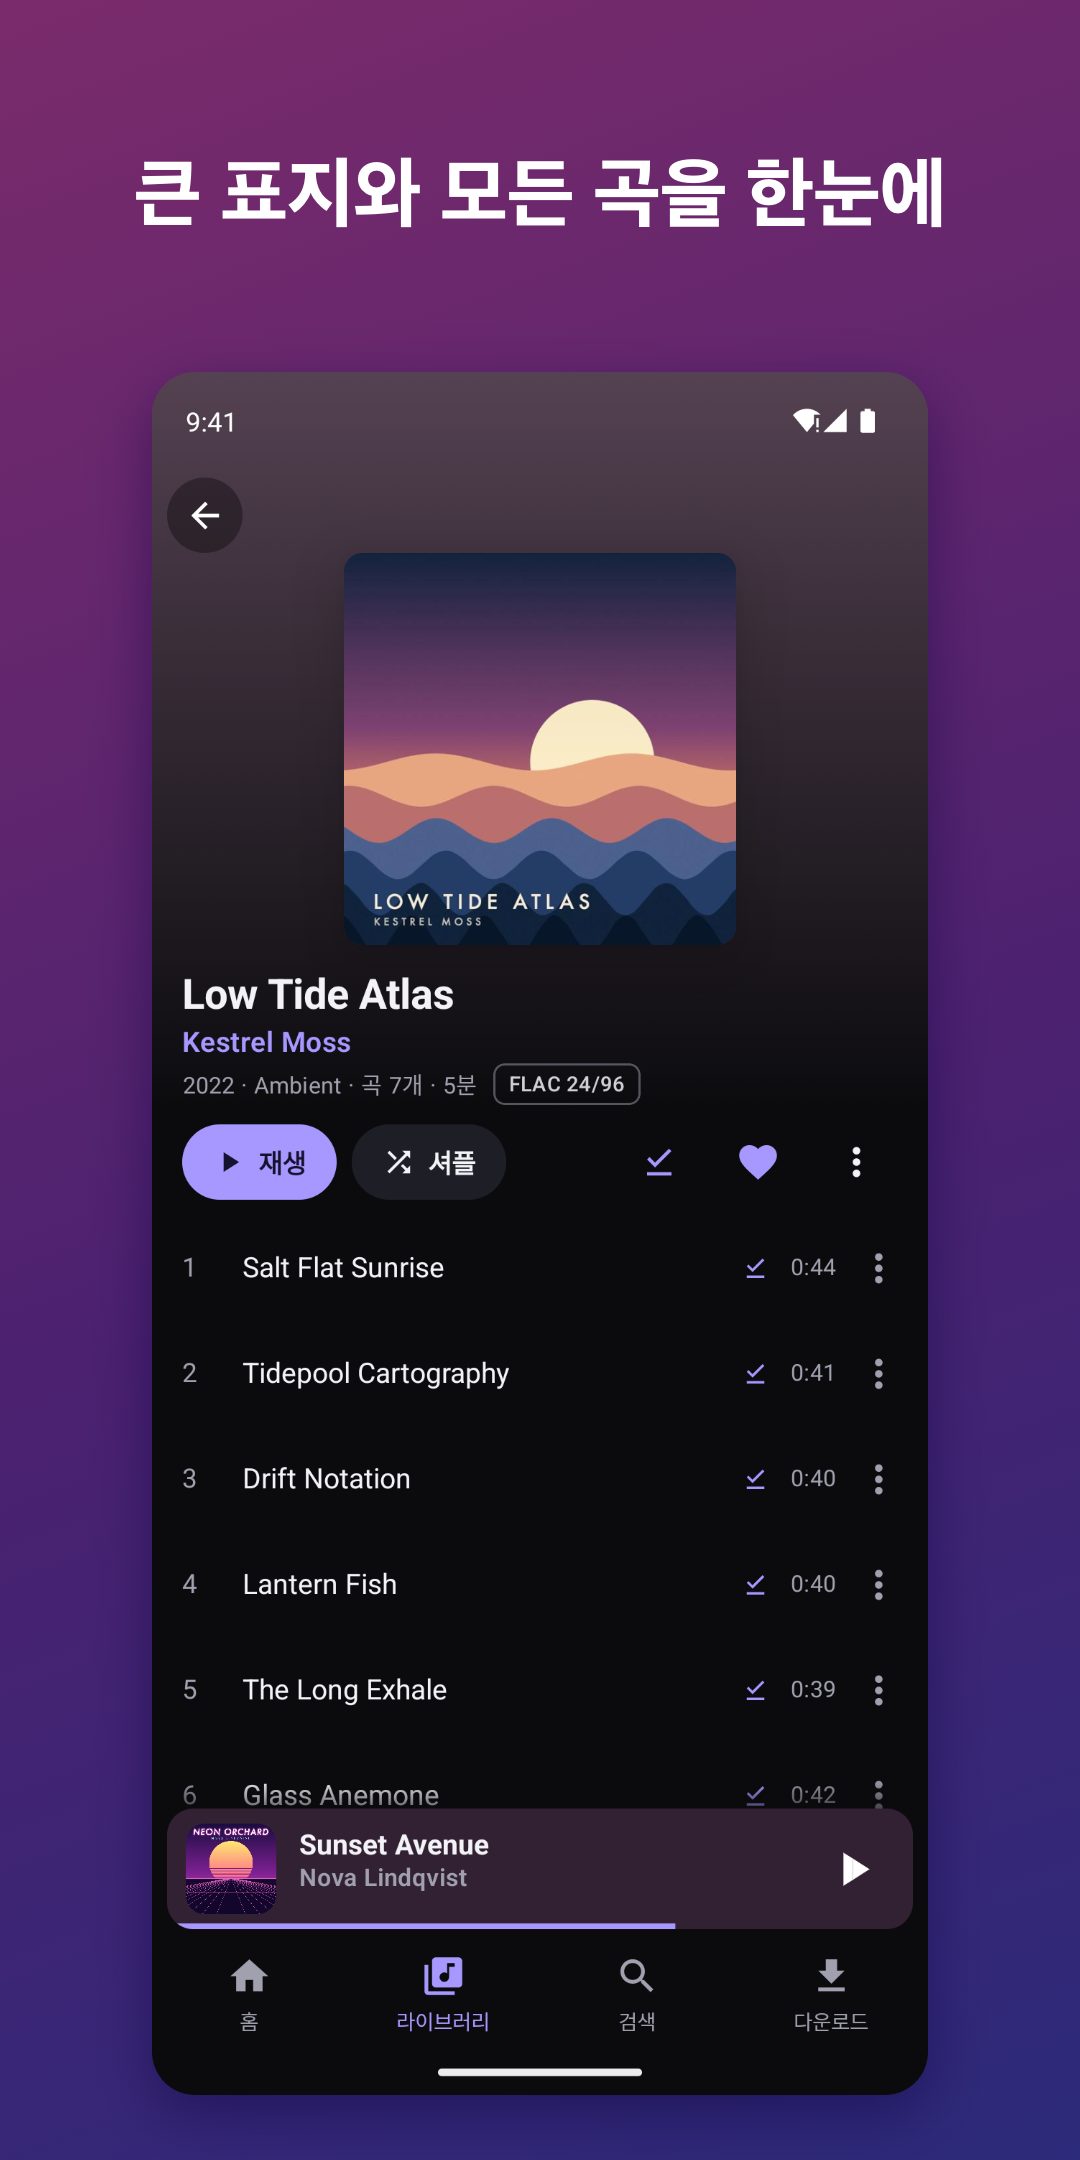 큰 표지와 모든 곡을 한눈에
9:41
LOW TIDE ATLAS
KESTREL MOSS
Low Tide Atlas
Kestrel Moss
2022 · Ambient · 곡 7개 · 5분 FLAC 24/96
재생 셔플
1 Salt Flat Sunrise 0:44
2 Tidepool Cartography 0:41
3 Drift Notation 0:40
4 Lantern Fish 0:40
5 The Long Exhale 0:39
6 Glass Anemone 0:42
NEON ORCHARD
Sunset Avenue
Nova Lindqvist
홈 라이브러리 검색 다운로드